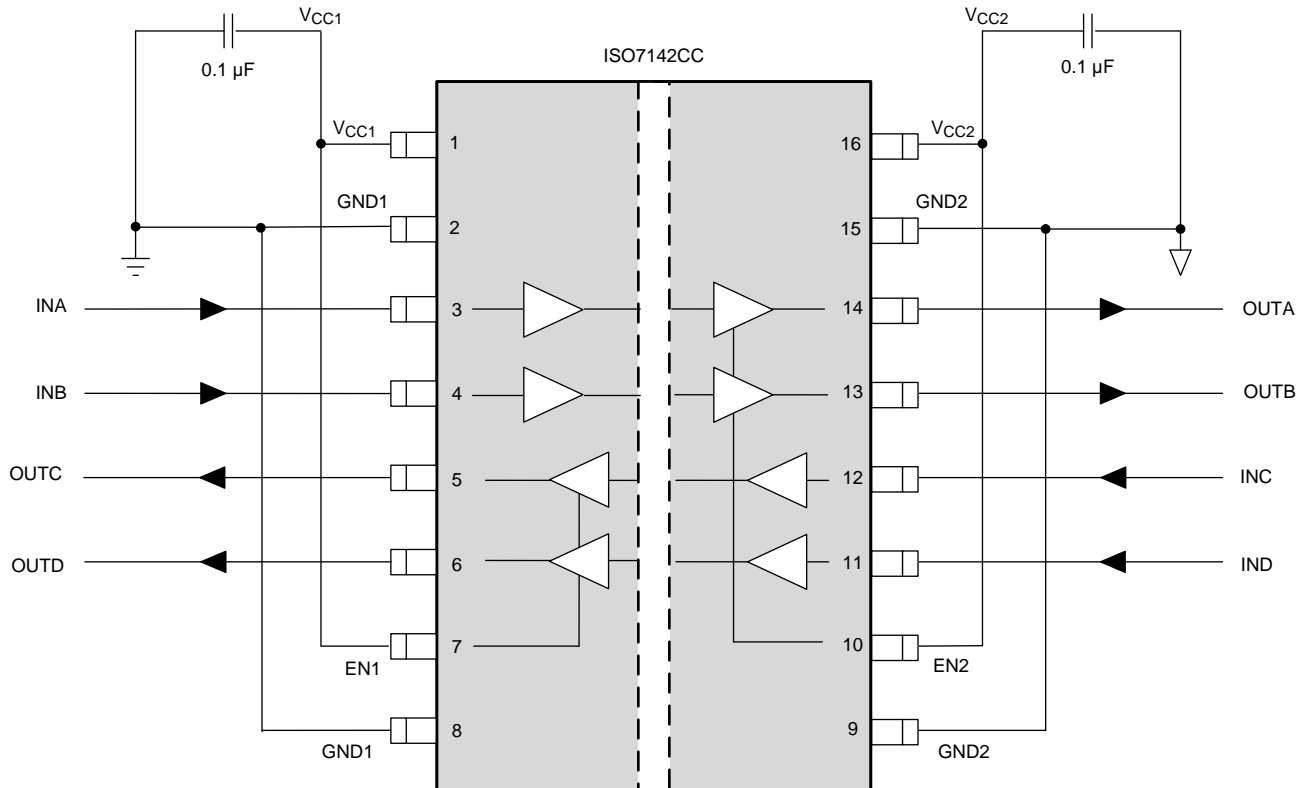 VCC1
VCC2
0.1 µF
0.1 µF
ISO7142CC
VCC1
1
16
VCC2
GND1
2
15
GND2
INA
3
14
OUTA
INB
4
13
OUTB
OUTC
5
12
INC
OUTD
6
11
IND
EN1
7
10
EN2
GND1
8
9
GND2